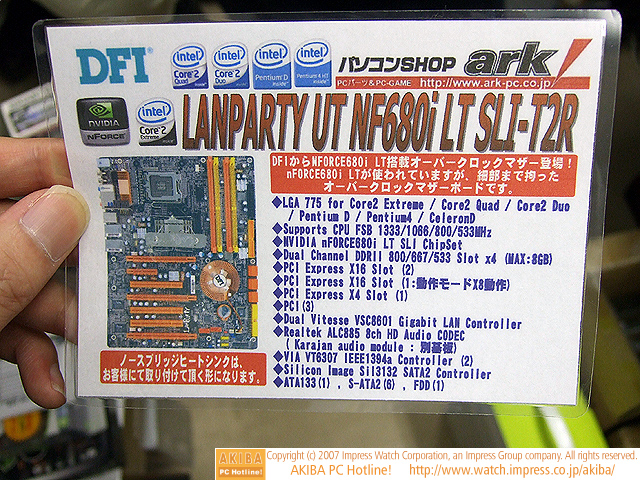 DFI
intel Core™2 Quad inside™
intel Core™2 Duo inside™
intel Pentium® D inside™
intel Pentium® 4 HT inside™
パソコンSHOP ark!
PCパーツ&PC-GAME http://www.ark-pc.co.jp/
NVIDIA nFORCE
intel Core™2 Extreme inside™
LANPARTY UT NF680i LT SLI-T2R
DFIからNFORCE680i LT搭載オーバークロックマザー登場！
nFORCE680i LTが使われていますが、細部まで拘った
オーバークロックマザーボードです。
◆LGA 775 for Core2 Extreme / Core2 Quad / Core2 Duo
/ Pentium D / Pentium4 / CeleronD
◆Supports CPU FSB 1333/1066/800/533MHz
◆NVIDIA nFORCE680i LT SLI ChipSet
◆Dual Channel DDRII 800/667/533 Slot x4 (MAX:8GB)
◆PCI Express X16 Slot (2)
◆PCI Express X16 Slot (1:動作モードX8動作)
◆PCI Express X4 Slot (1)
◆PCI(3)
◆Dual Vitesse VSC8601 Gigabit LAN Controller
◆Realtek ALC885 8ch HD Audio CODEC
( Karajan audio module : 別基板)
◆VIA VT6307 IEEE1394a Controller (2)
◆Silicon Image SiI3132 SATA2 Controller
◆ATA133(1) , S-ATA2(6) , FDD(1)
ノースブリッジヒートシンクは、
お客様にて取り付けて頂く形になります。
AKIBA PC Hotline!
Copyright (c) 2007 Impress Watch Corporation, an Impress Group company. All rights reserved.
AKIBA PC Hotline! http://www.watch.impress.co.jp/akiba/